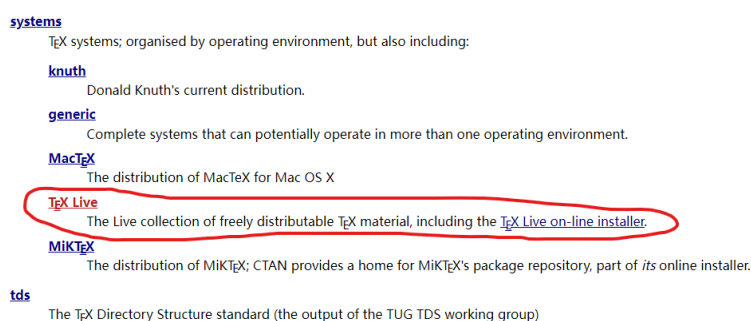 systems
TEX systems; organised by operating environment, but also including:
knuth
Donald Knuth's current distribution.
generic
Complete systems that can potentially operate in more than one operating environment.
MacTEX
The distribution of MacTeX for Mac OS X
TEX Live
The Live collection of freely distributable TEX material, including the TEX Live on-line installer.
MiKTEX
The distribution of MiKTEX; CTAN provides a home for MiKTEX's package repository, part of its online installer.
tds
The TEX Directory Structure standard (the output of the TUG TDS working group)